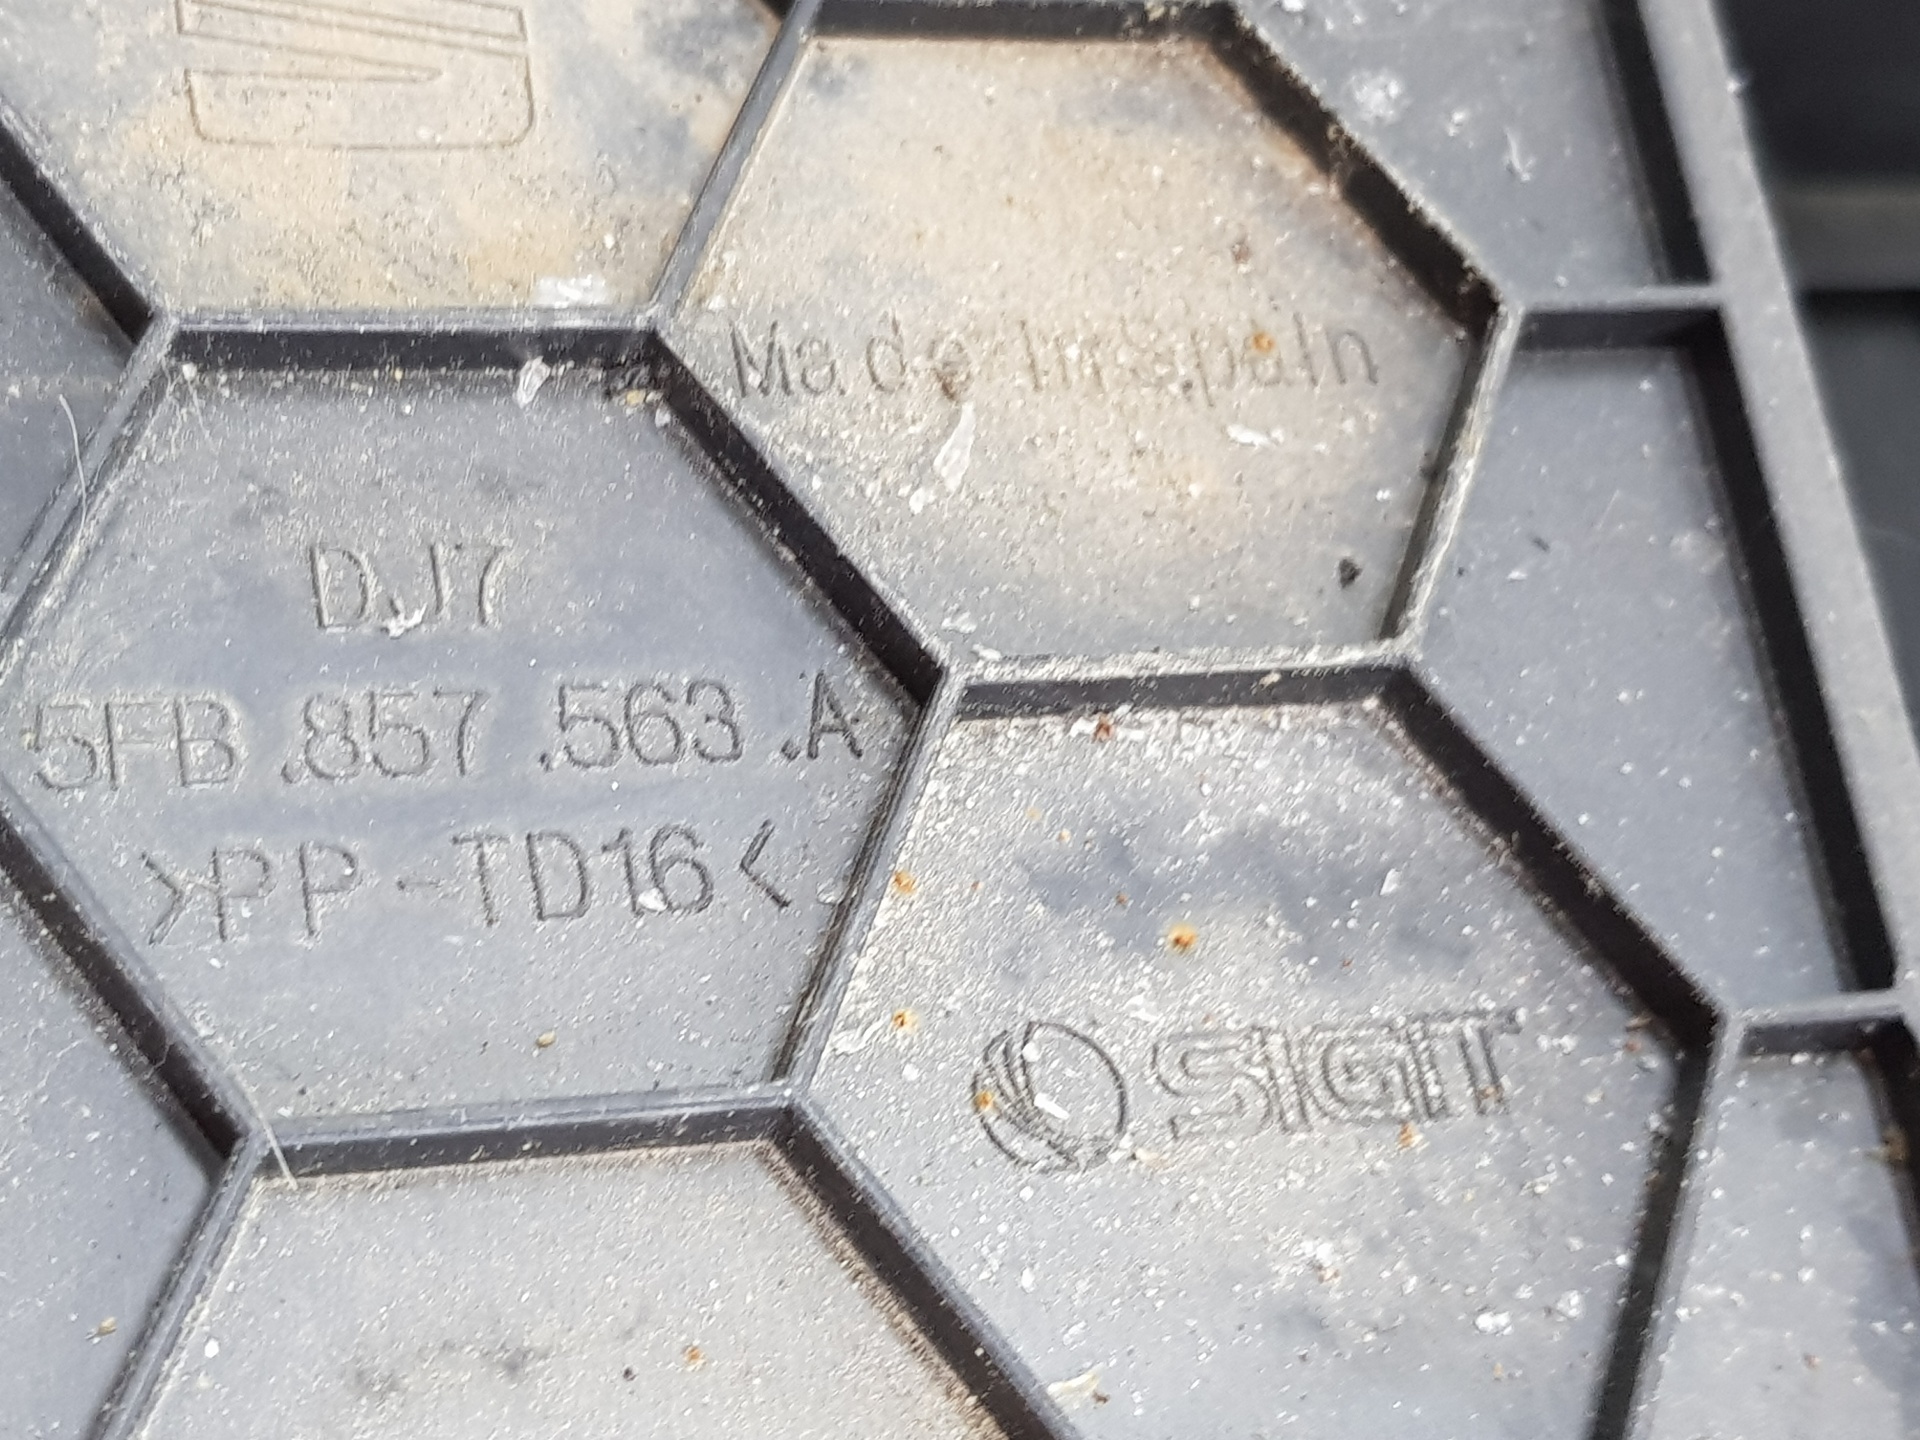 Made In Spain
DJ7
5FB.857.563.A
>PP-TD16<
SIGIT